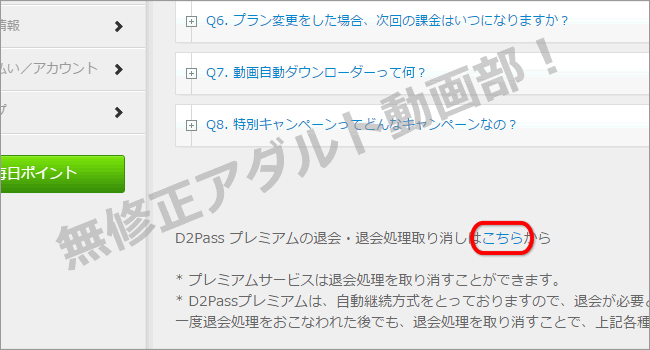 情報
Q6. プラン変更をした場合、次回の課金はいつになりますか？
払い／アカウント
Q7. 動画自動ダウンローダーって何？
プ
Q8. 特別キャンペーンってどんなキャンペーンなの？
毎日ポイント
無修正アダルト動画部！
D2Pass プレミアムの退会・退会処理取り消しはこちらから
* プレミアムサービスは退会処理を取り消すことができます。
* D2Passプレミアムは、自動継続方式をとっておりますので、退会が必要と
一度退会処理をおこなわれた後でも、退会処理を取り消すことで、上記各種